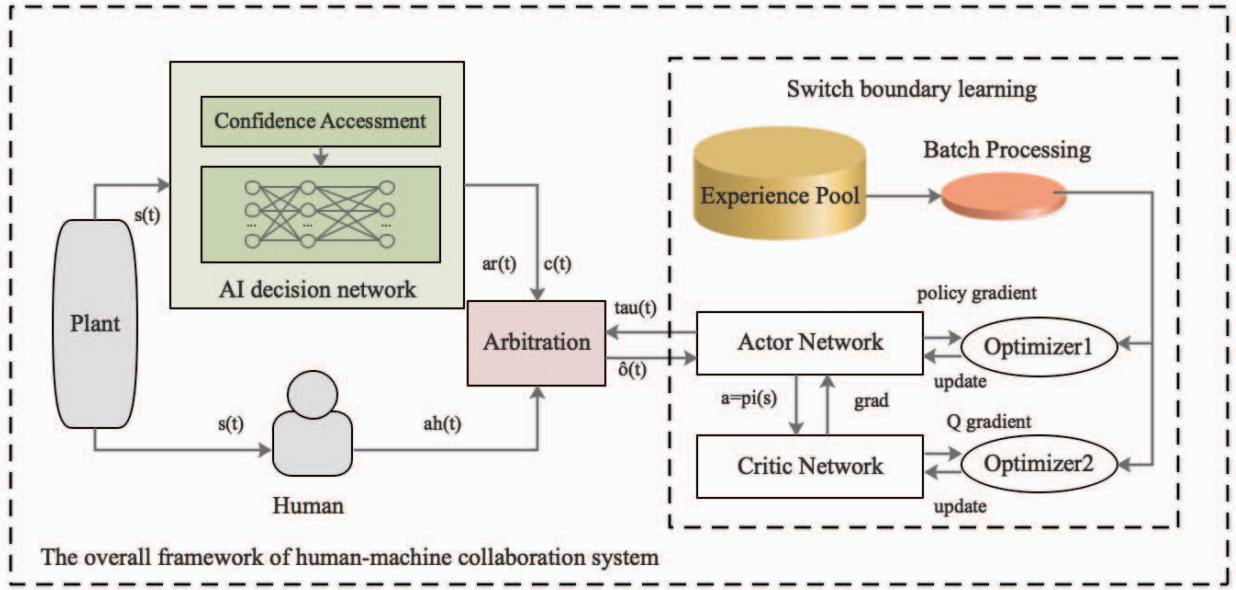 Switch boundary learning
Confidence Accessment
Batch Processing
Experience Pool
s(t)
...
...
...
ar(t)
c(t)
AI decision network
policy gradient
tau(t)
Plant
Arbitration
Actor Network
Optimizer1
ô(t)
update
a=pi(s)
grad
s(t)
ah(t)
Q gradient
Critic Network
Optimizer2
Human
update
The overall framework of human-machine collaboration system